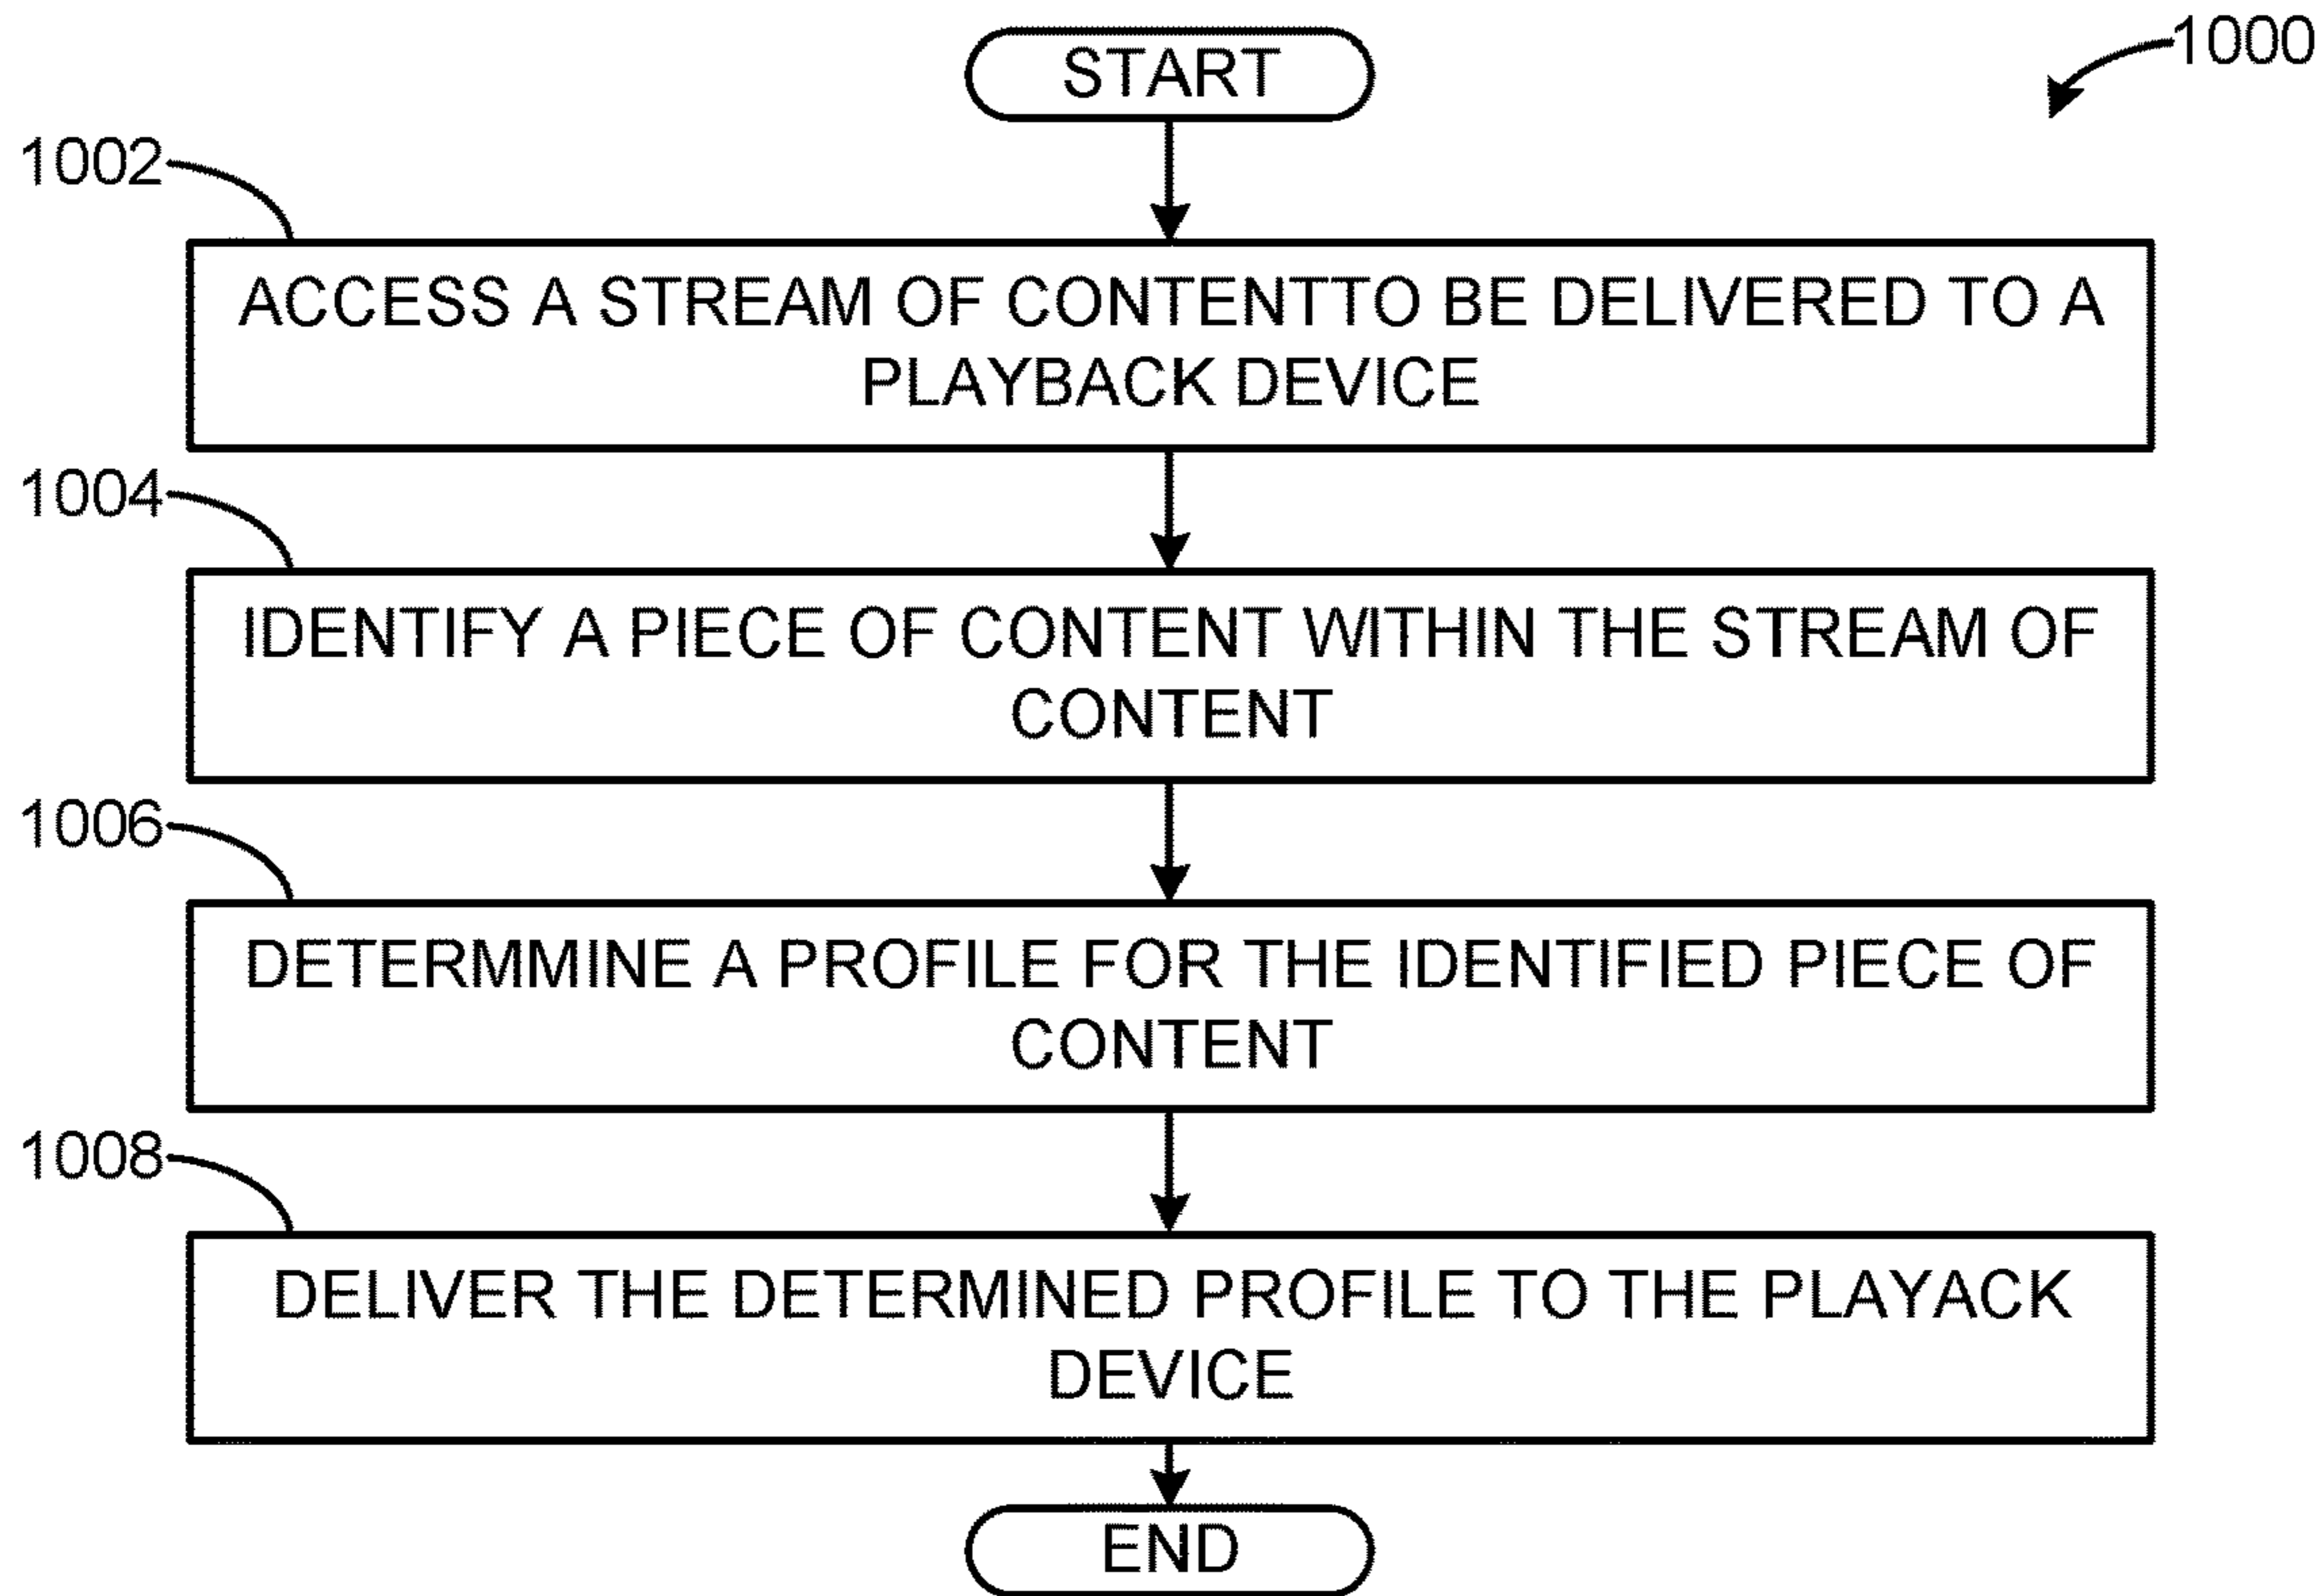 START
1000
1002
ACCESS A STREAM OF CONTENTTO BE DELIVERED TO A
PLAYBACK DEVICE
1004
IDENTIFY A PIECE OF CONTENT WITHIN THE STREAM OF
CONTENT
1006
DETERMMINE A PROFILE FOR THE IDENTIFIED PIECE OF
CONTENT
1008
DELIVER THE DETERMINED PROFILE TO THE PLAYACK
DEVICE
END